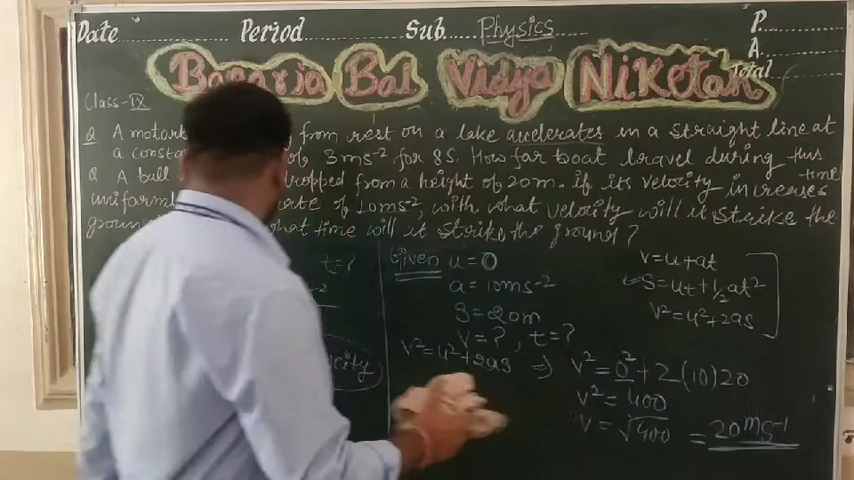 Date Period Sub. Physics P
A
Total
Bagaria Bal Vidya NiKetan
Class-IX
Q A motor from rest on a lake accelerates in a straight line at
a const of 3ms-2 for 8s. How far boat travel during this time
Q A ball dropped from a height of 20m. if its velocity increases
uniform of 10ms-2, with what velocity will it strike the
ground what time will it strike the ground?
t=?
Given u=0
a=10ms-2
S=20m
V=?, t=?
v=u+at
S=ut+1/2at2
v2=u2+2as
v2=u2+2as => v2=02+2(10)20
v2=400
v=√400 =20ms-1